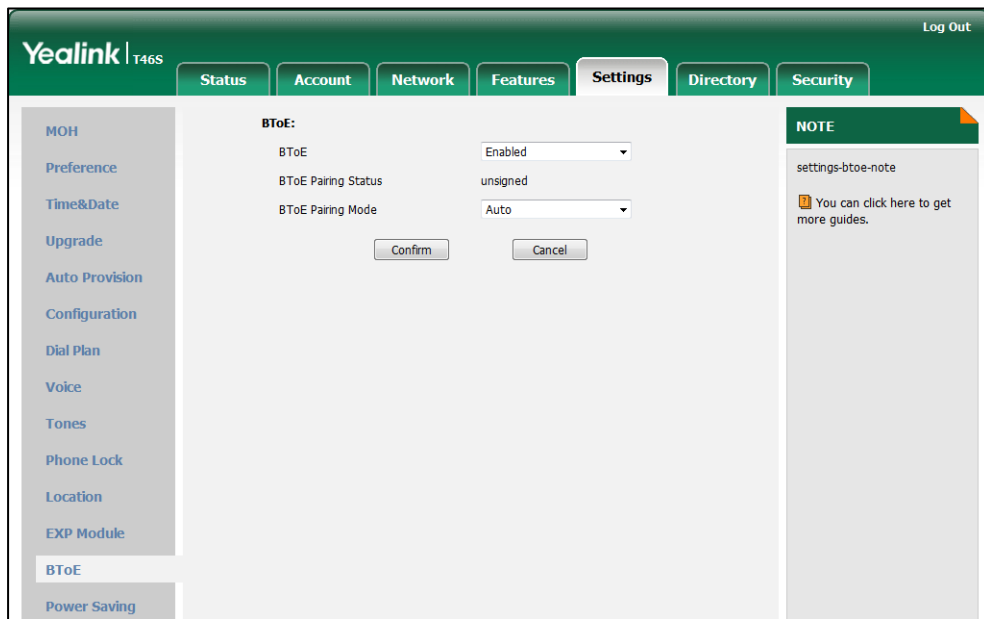 Log Out
Yealink | T46S
Status Account Network Features Settings Directory Security
MOH
Preference
Time&Date
Upgrade
Auto Provision
Configuration
Dial Plan
Voice
Tones
Phone Lock
Location
EXP Module
BToE
Power Saving
BToE:
BToE Enabled
BToE Pairing Status unsigned
BToE Pairing Mode Auto
Confirm Cancel
NOTE
settings-btoe-note
You can click here to get
more guides.